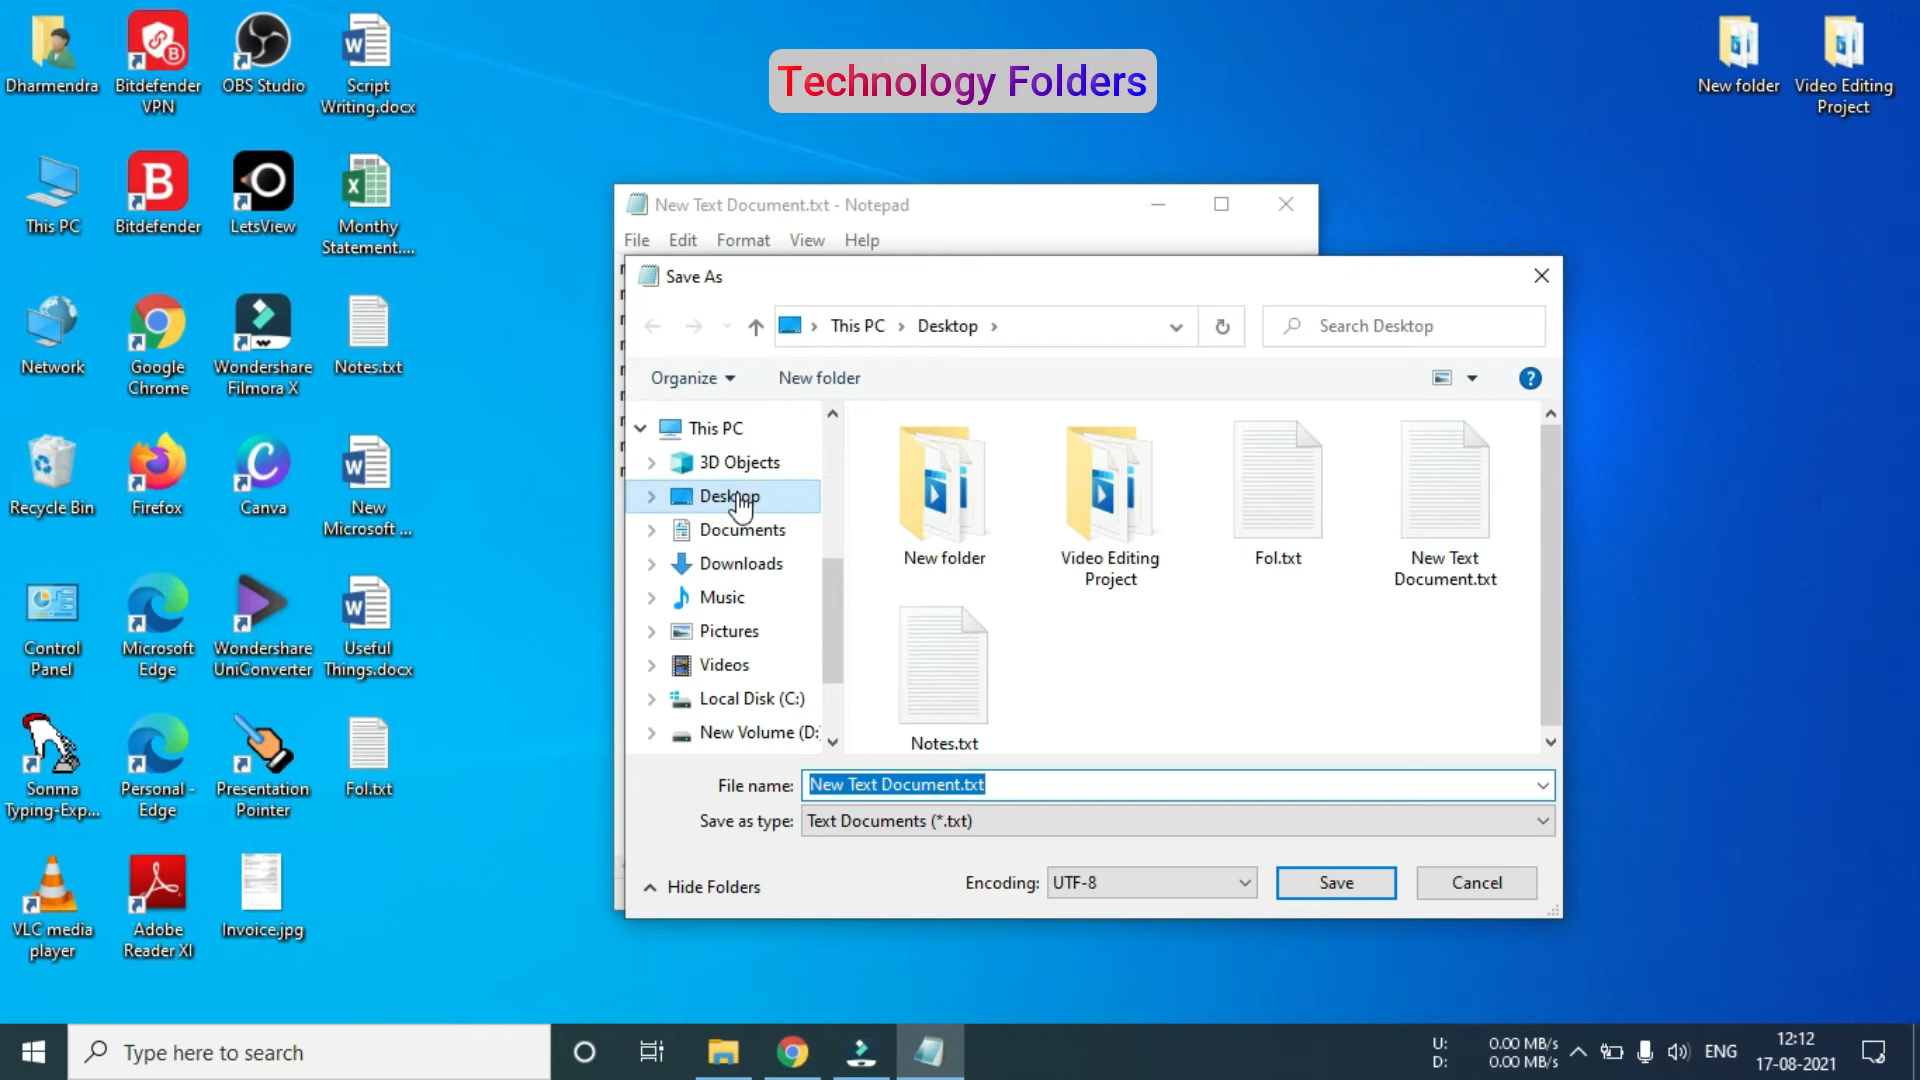 Technology Folders
Dharmendra
Bitdefender
VPN
OBS Studio
Script
Writing.docx
New folder
Video Editing
Project
This PC
Bitdefender
LetsView
Monthy
Statement....
Network
Google
Chrome
Wondershare
Filmora X
Notes.txt
Recycle Bin
Firefox
Canva
New
Microsoft ...
Control
Panel
Microsoft
Edge
Wondershare
UniConverter
Useful
Things.docx
Sonma
Typing-Exp...
Personal -
Edge
Presentation
Pointer
Fol.txt
VLC media
player
Adobe
Reader XI
Invoice.jpg
New Text Document.txt - Notepad
File Edit Format View Help
Save As
This PC > Desktop >
Search Desktop
Organize
New folder
This PC
3D Objects
Desktop
Documents
Downloads
Music
Pictures
Videos
Local Disk (C:)
New Volume (D:
New folder
Video Editing
Project
Fol.txt
New Text
Document.txt
Notes.txt
File name: New Text Document.txt
Save as type: Text Documents (*.txt)
Hide Folders
Encoding: UTF-8
Save
Cancel
Type here to search
U: 0.00 MB/s
D: 0.00 MB/s
ENG
12:12
17-08-2021